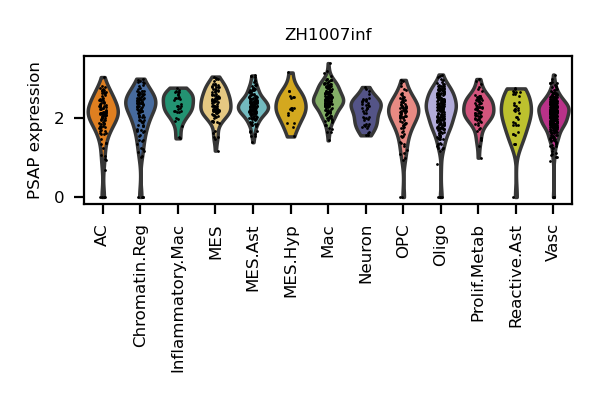 ZH1007inf
PSAP expression
2
0
AC
Chromatin.Reg
Inflammatory.Mac
MES
MES.Ast
MES.Hyp
Mac
Neuron
OPC
Oligo
Prolif.Metab
Reactive.Ast
Vasc